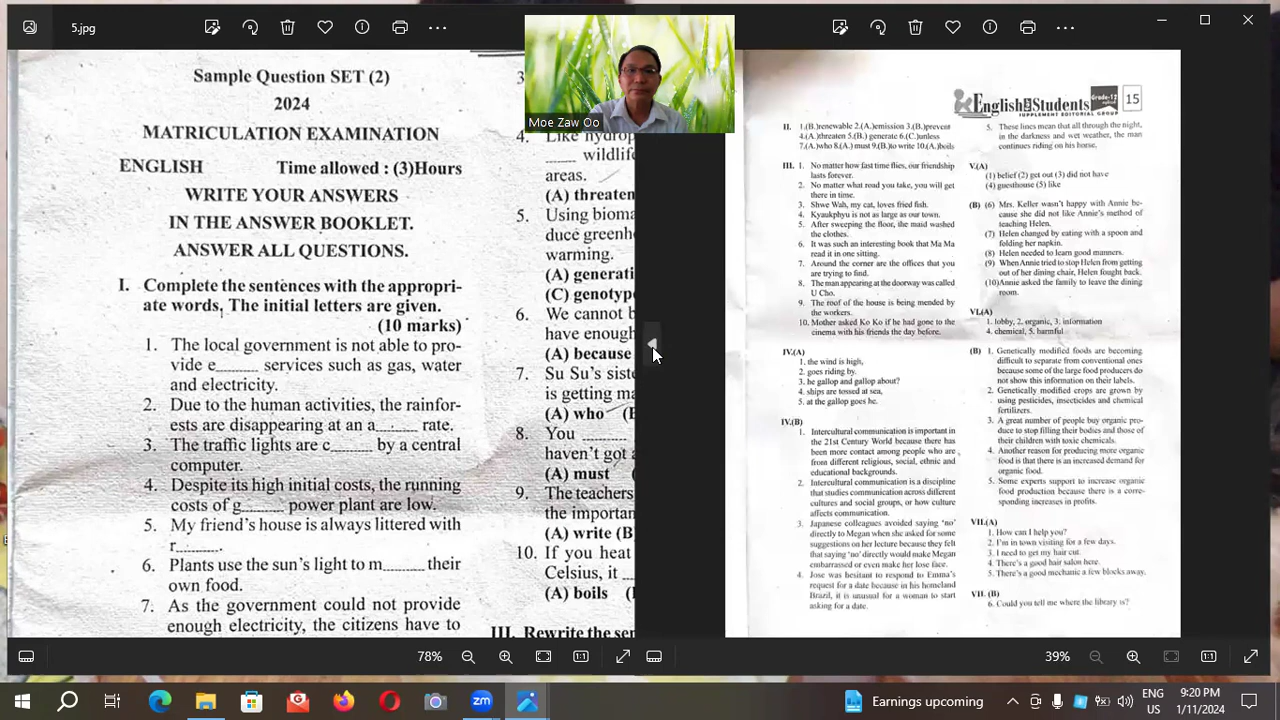 5.jpg
Moe Zaw Oo
Sample Question SET (2)
2024
MATRICULATION EXAMINATION
ENGLISH Time allowed : (3)Hours
WRITE YOUR ANSWERS
IN THE ANSWER BOOKLET.
ANSWER ALL QUESTIONS.
I. Complete the sentences with the appropri-
ate words. The initial letters are given.
(10 marks)
1. The local government is not able to pro-
vide e________ services such as gas, water
and electricity.
2. Due to the human activities, the rainfor-
ests are disappearing at an a________ rate.
3. The traffic lights are c________ by a central
computer.
4. Despite its high initial costs, the running
costs of g________ power plant are low.
5. My friend's house is always littered with
r________.
6. Plants use the sun's light to m________ their
own food.
7. As the government could not provide
enough electricity, the citizens have to
3
4. Like hydrop
______ wildlife
areas.
(A) threaten
5. Using bioma
duce greenh
warming.
(A) generati
(C) genotype
6. We cannot b
have enough
(A) because
7. Su Su's siste
is getting ma
(A) who (B
8. You ________
haven't got a
(A) must
9. The teachers
the importan
(A) write (B
10. If you heat
Celsius, it ___
(A) boils
III. Rewrite the sen
English 4 Students
SUPPLEMENT EDITORIAL GROUP
Grade-12
15
II. 1.(B.)renewable 2.(A.)emission 3.(B.)prevent
4.(A.)threaten 5.(B.) generate 6.(C.)unless
7.(A.)who 8.(A.) must 9.(B.)to write 10.(A.)boils
III. 1. No matter how fast time flies, our friendship
lasts forever.
2. No matter what road you take, you will get
there in time.
3. Shwe Wah, my cat, loves fried fish.
4. Kyaukphyu is not as large as our town.
5. After sweeping the floor, the maid washed
the clothes.
6. It was such an interesting book that Ma Ma
read it in one sitting.
7. Around the corner are the offices that you
are trying to find.
8. The man appearing at the doorway was called
U Cho.
9. The roof of the house is being mended by
the workers.
10. Mother asked Ko Ko if he had gone to the
cinema with his friends the day before.
IV.(A)
1. the wind is high,
2. goes riding by.
3. he gallop and gallop about?
4. ships are tossed at sea,
5. at the gallop goes he.
IV.(B)
1. Intercultural communication is important in
the 21st Century World because there has
been more contact among people who are
from different religious, social, ethnic and
educational backgrounds.
2. Intercultural communication is a discipline
that studies communication across different
cultures and social groups, or how culture
affects communication.
3. Japanese colleagues avoided saying 'no'
directly to Megan when she asked for some
suggestions on her lecture because they felt
that saying 'no' directly would make Megan
embarrassed or even make her lose face.
4. Jose was hesitant to respond to Emma's
request for a date because in his homeland
Brazil, it is unusual for a woman to start
asking for a date.
5. These lines mean that all through the night,
in the darkness and wet weather, the man
continues riding on his horse.
V.(A)
(1) belief (2) get out (3) did not have
(4) guesthouse (5) like
(B) (6) Mrs. Keller wasn't happy with Annie be-
cause she did not like Annie's method of
teaching Helen.
(7) Helen changed by eating with a spoon and
folding her napkin.
(8) Helen needed to learn good manners.
(9) When Annie tried to stop Helen from getting
out of her dining chair, Helen fought back.
(10) Annie asked the family to leave the dining
room.
VI.(A)
1. lobby, 2. organic, 3. information
4. chemical, 5. harmful
(B) 1. Genetically modified foods are becoming
difficult to separate from conventional ones
because some of the large food producers do
not show this information on their labels.
2. Genetically modified crops are grown by
using pesticides, insecticides and chemical
fertilizers.
3. A great number of people buy organic pro-
duce to stop filling their bodies and those of
their children with toxic chemicals.
4. Another reason for producing more organic
food is that there is an increased demand for
organic food.
5. Some experts support to increase organic
food production because there is a corre-
sponding increases in profits.
VII.(A)
1. How can I help you?
2. I'm in town visiting for a few days.
3. I need to get my hair cut.
4. There's a good hair salon here.
5. There's a good mechanic a few blocks away.
VII. (B)
6. Could you tell me where the library is?
78%
39%
Earnings upcoming
ENG
US
9:20 PM
1/11/2024